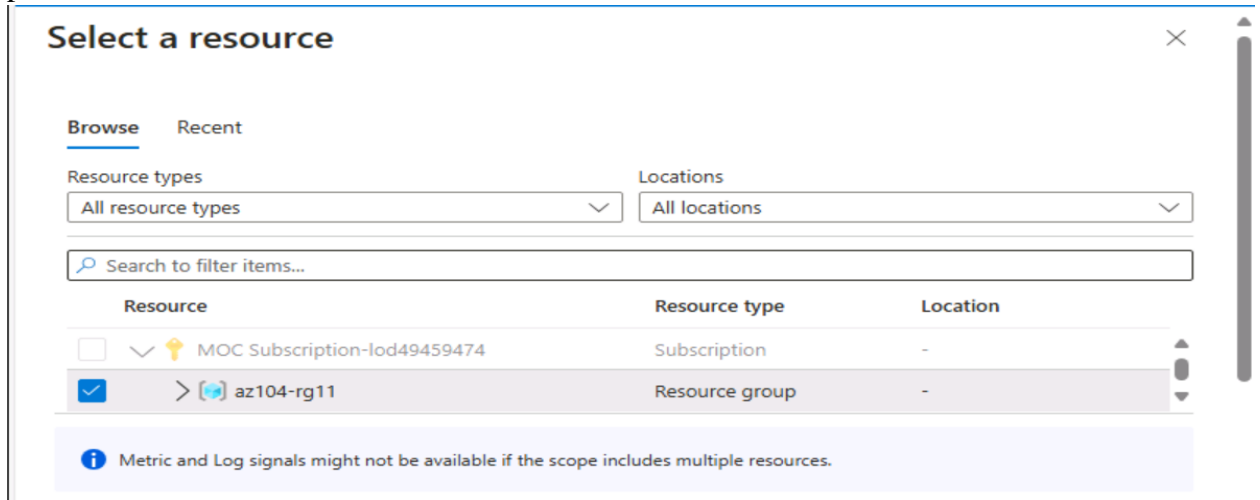 Select a resource
Browse Recent
Resource types Locations
All resource types All locations
Search to filter items...
Resource Resource type Location
MOC Subscription-lod49459474 Subscription -
az104-rg11 Resource group -
Metric and Log signals might not be available if the scope includes multiple resources.